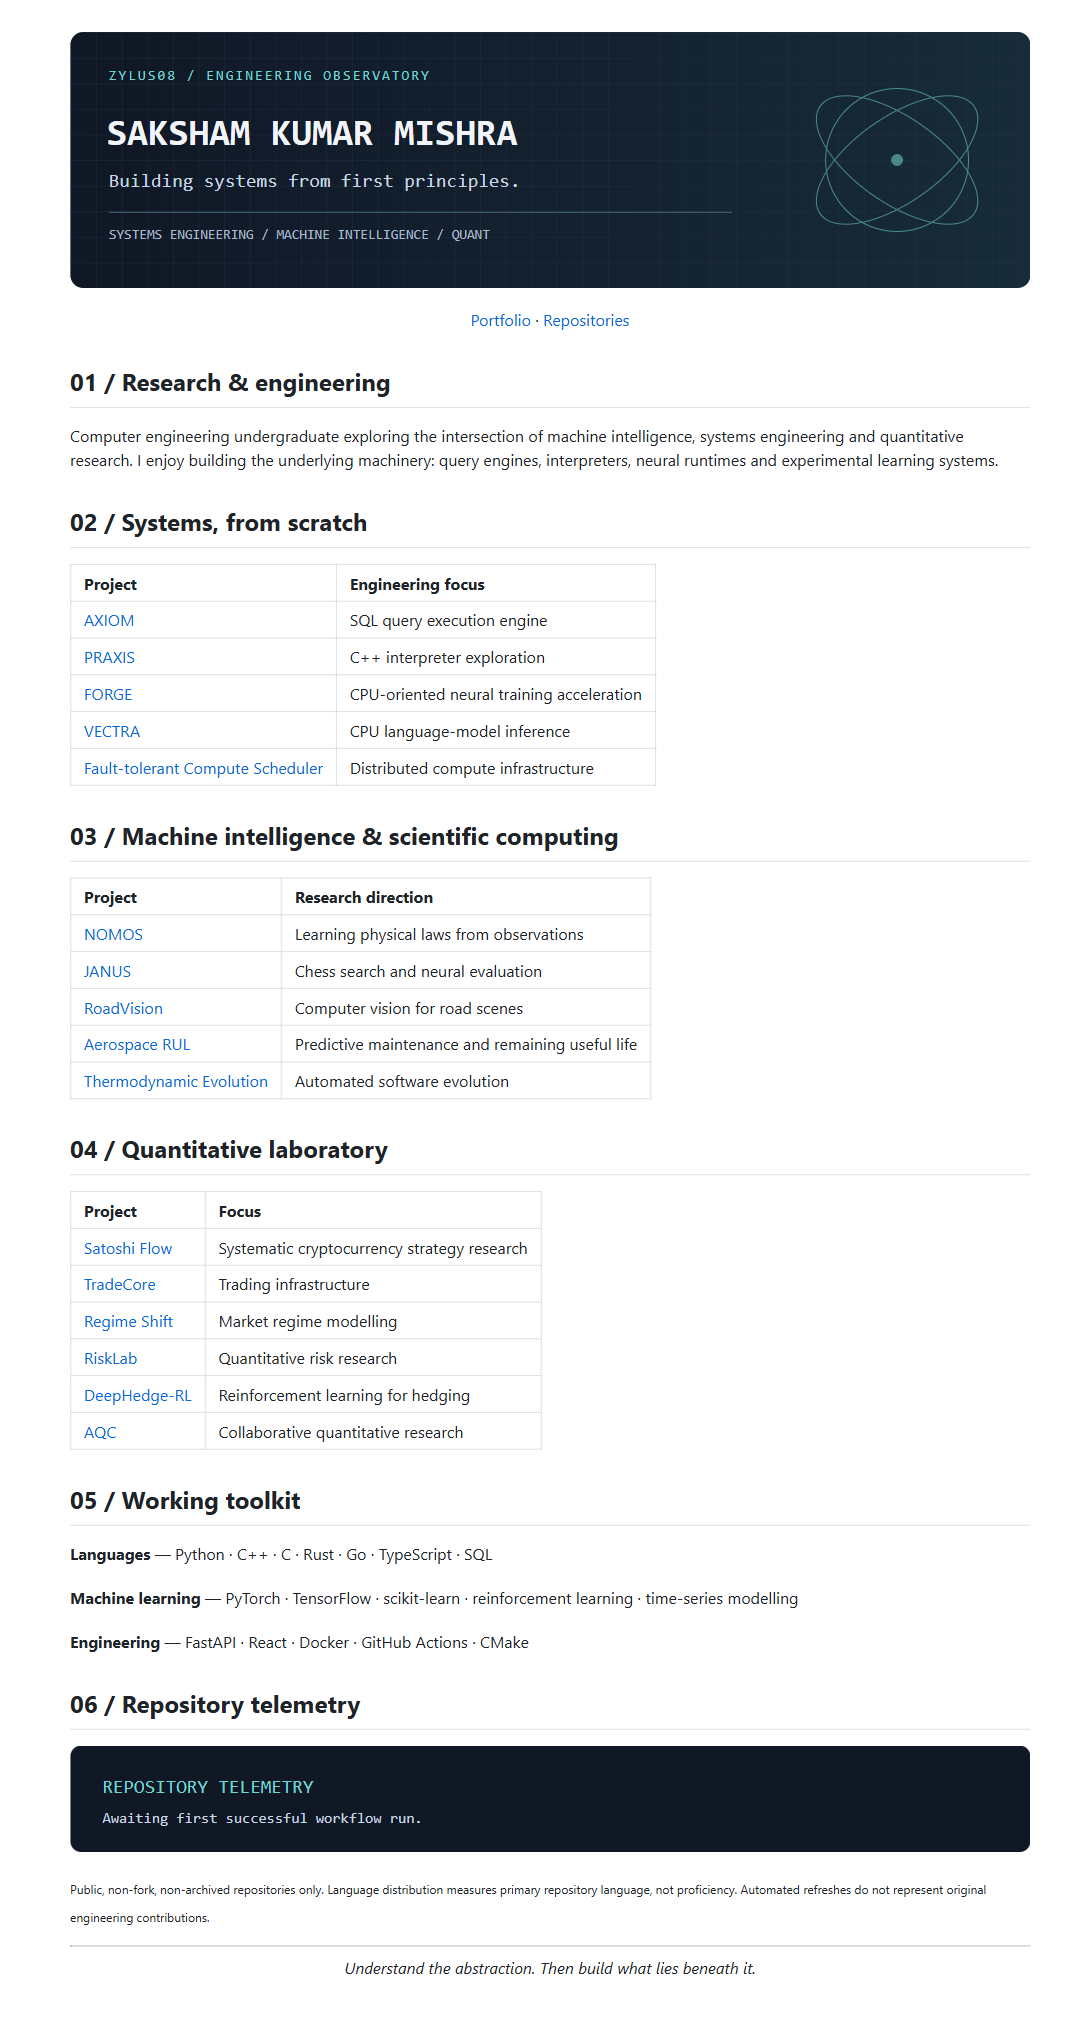 ZYLUS08 / ENGINEERING OBSERVATORY
SAKSHAM KUMAR MISHRA
Building systems from first principles.
SYSTEMS ENGINEERING / MACHINE INTELLIGENCE / QUANT
Portfolio · Repositories
01 / Research & engineering
Computer engineering undergraduate exploring the intersection of machine intelligence, systems engineering and quantitative
research. I enjoy building the underlying machinery: query engines, interpreters, neural runtimes and experimental learning systems.
02 / Systems, from scratch
Project Engineering focus
AXIOM SQL query execution engine
PRAXIS C++ interpreter exploration
FORGE CPU-oriented neural training acceleration
VECTRA CPU language-model inference
Fault-tolerant Compute Scheduler Distributed compute infrastructure
03 / Machine intelligence & scientific computing
Project Research direction
NOMOS Learning physical laws from observations
JANUS Chess search and neural evaluation
RoadVision Computer vision for road scenes
Aerospace RUL Predictive maintenance and remaining useful life
Thermodynamic Evolution Automated software evolution
04 / Quantitative laboratory
Project Focus
Satoshi Flow Systematic cryptocurrency strategy research
TradeCore Trading infrastructure
Regime Shift Market regime modelling
RiskLab Quantitative risk research
DeepHedge-RL Reinforcement learning for hedging
AQC Collaborative quantitative research
05 / Working toolkit
Languages — Python · C++ · C · Rust · Go · TypeScript · SQL
Machine learning — PyTorch · TensorFlow · scikit-learn · reinforcement learning · time-series modelling
Engineering — FastAPI · React · Docker · GitHub Actions · CMake
06 / Repository telemetry
REPOSITORY TELEMETRY
Awaiting first successful workflow run.
Public, non-fork, non-archived repositories only. Language distribution measures primary repository language, not proficiency. Automated refreshes do not represent original
engineering contributions.
Understand the abstraction. Then build what lies beneath it.